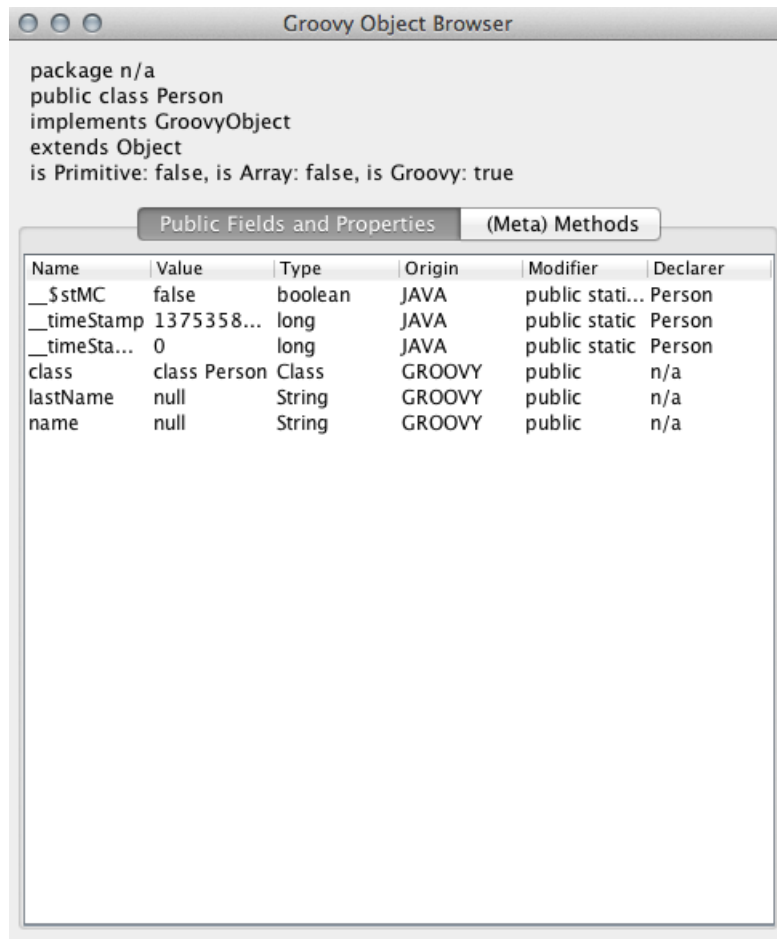 Groovy Object Browser
package n/a
public class Person
implements GroovyObject
extends Object
is Primitive: false, is Array: false, is Groovy: true
Public Fields and Properties (Meta) Methods
Name Value Type Origin Modifier Declarer
__$stMC false boolean JAVA public stati... Person
__timeStamp 1375358... long JAVA public static Person
__timeSta... 0 long JAVA public static Person
class class Person Class GROOVY public n/a
lastName null String GROOVY public n/a
name null String GROOVY public n/a